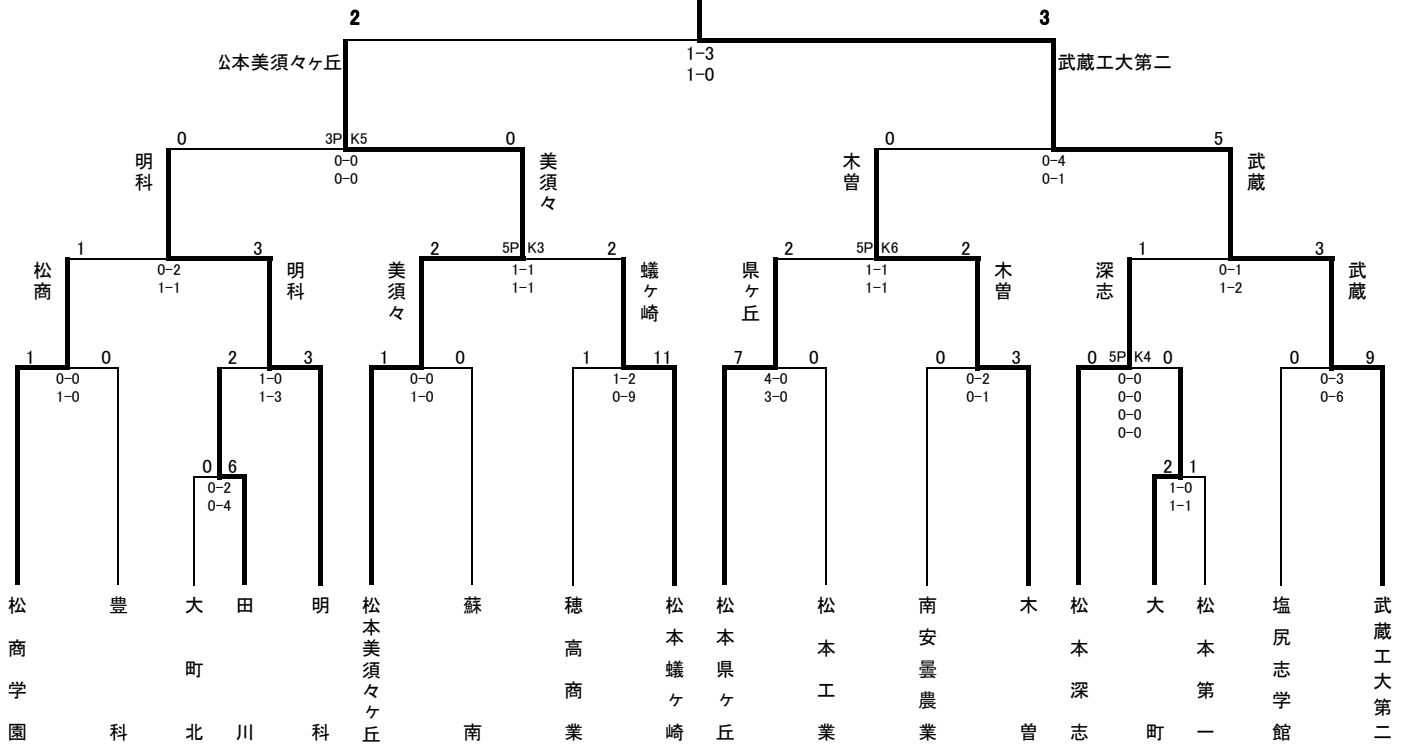 2 3
松本美須々ヶ丘 1-3 武蔵工大第二
1-0
0 3P K5 0 0 5
明科 0-0 美須々 木曽 0-4 武蔵
0-0 0-1
1 3 2 5P K3 2 2 5P K6 2 1 3
松商 0-2 明科 美須々 1-1 蟻ヶ崎 県ヶ丘 1-1 木曽 深志 0-1 武蔵
1-1 1-1 1-1 1-2
1 0 2 3 1 0 1 11 7 0 0 3 0 5P K4 0 0 9
0-0 1-0 0-0 1-2 4-0 0-2 0-0 0-3
1-0 1-3 1-0 0-9 3-0 0-1 0-0 0-6
0-0
0-0
0 6 2 1
0-2 1-0
0-4 1-1
松商学園
豊科
大町北
田川
明科
松本美須々ヶ丘
蘇南
穂高商業
松本蟻ヶ崎
松本県ヶ丘
松本工業
南安曇農業
木曽
松本深志
大町
松本第一
塩尻志学館
武蔵工大第二